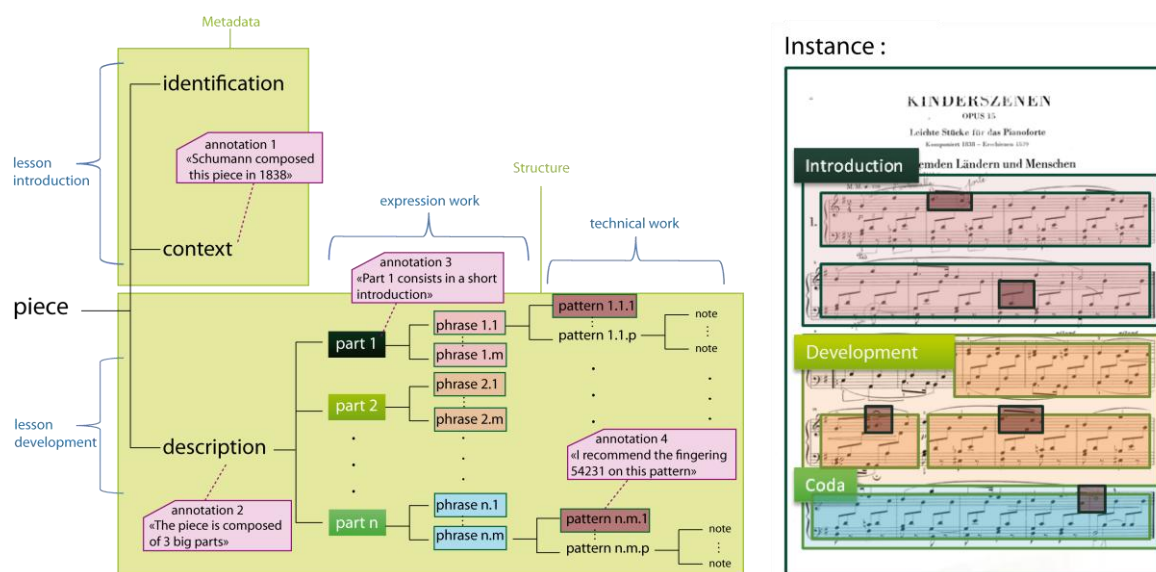 Metadata
identification
annotation 1
«Schumann composed
this piece in 1838»
lesson
introduction
context
Structure
expression work
technical work
annotation 3
«Part 1 consists in a short
introduction»
piece
pattern 1.1.1
phrase 1.1
pattern 1.1.p
note
note
part 1
phrase 1.m
phrase 2.1
part 2
phrase 2.m
lesson
development
description
annotation 4
«I recommend the fingering
54231 on this pattern»
annotation 2
«The piece is composed
of 3 big parts»
phrase n.1
part n
pattern n.m.1
phrase n.m
pattern n.m.p
note
note
Instance :
KINDERSZENEN
OPUS 15.
Leichte Stücke für das Pianoforte
Komponiert 1838 – Erschienen 1839
Introduction
emden Ländern und Menschen
1.
Development
Coda